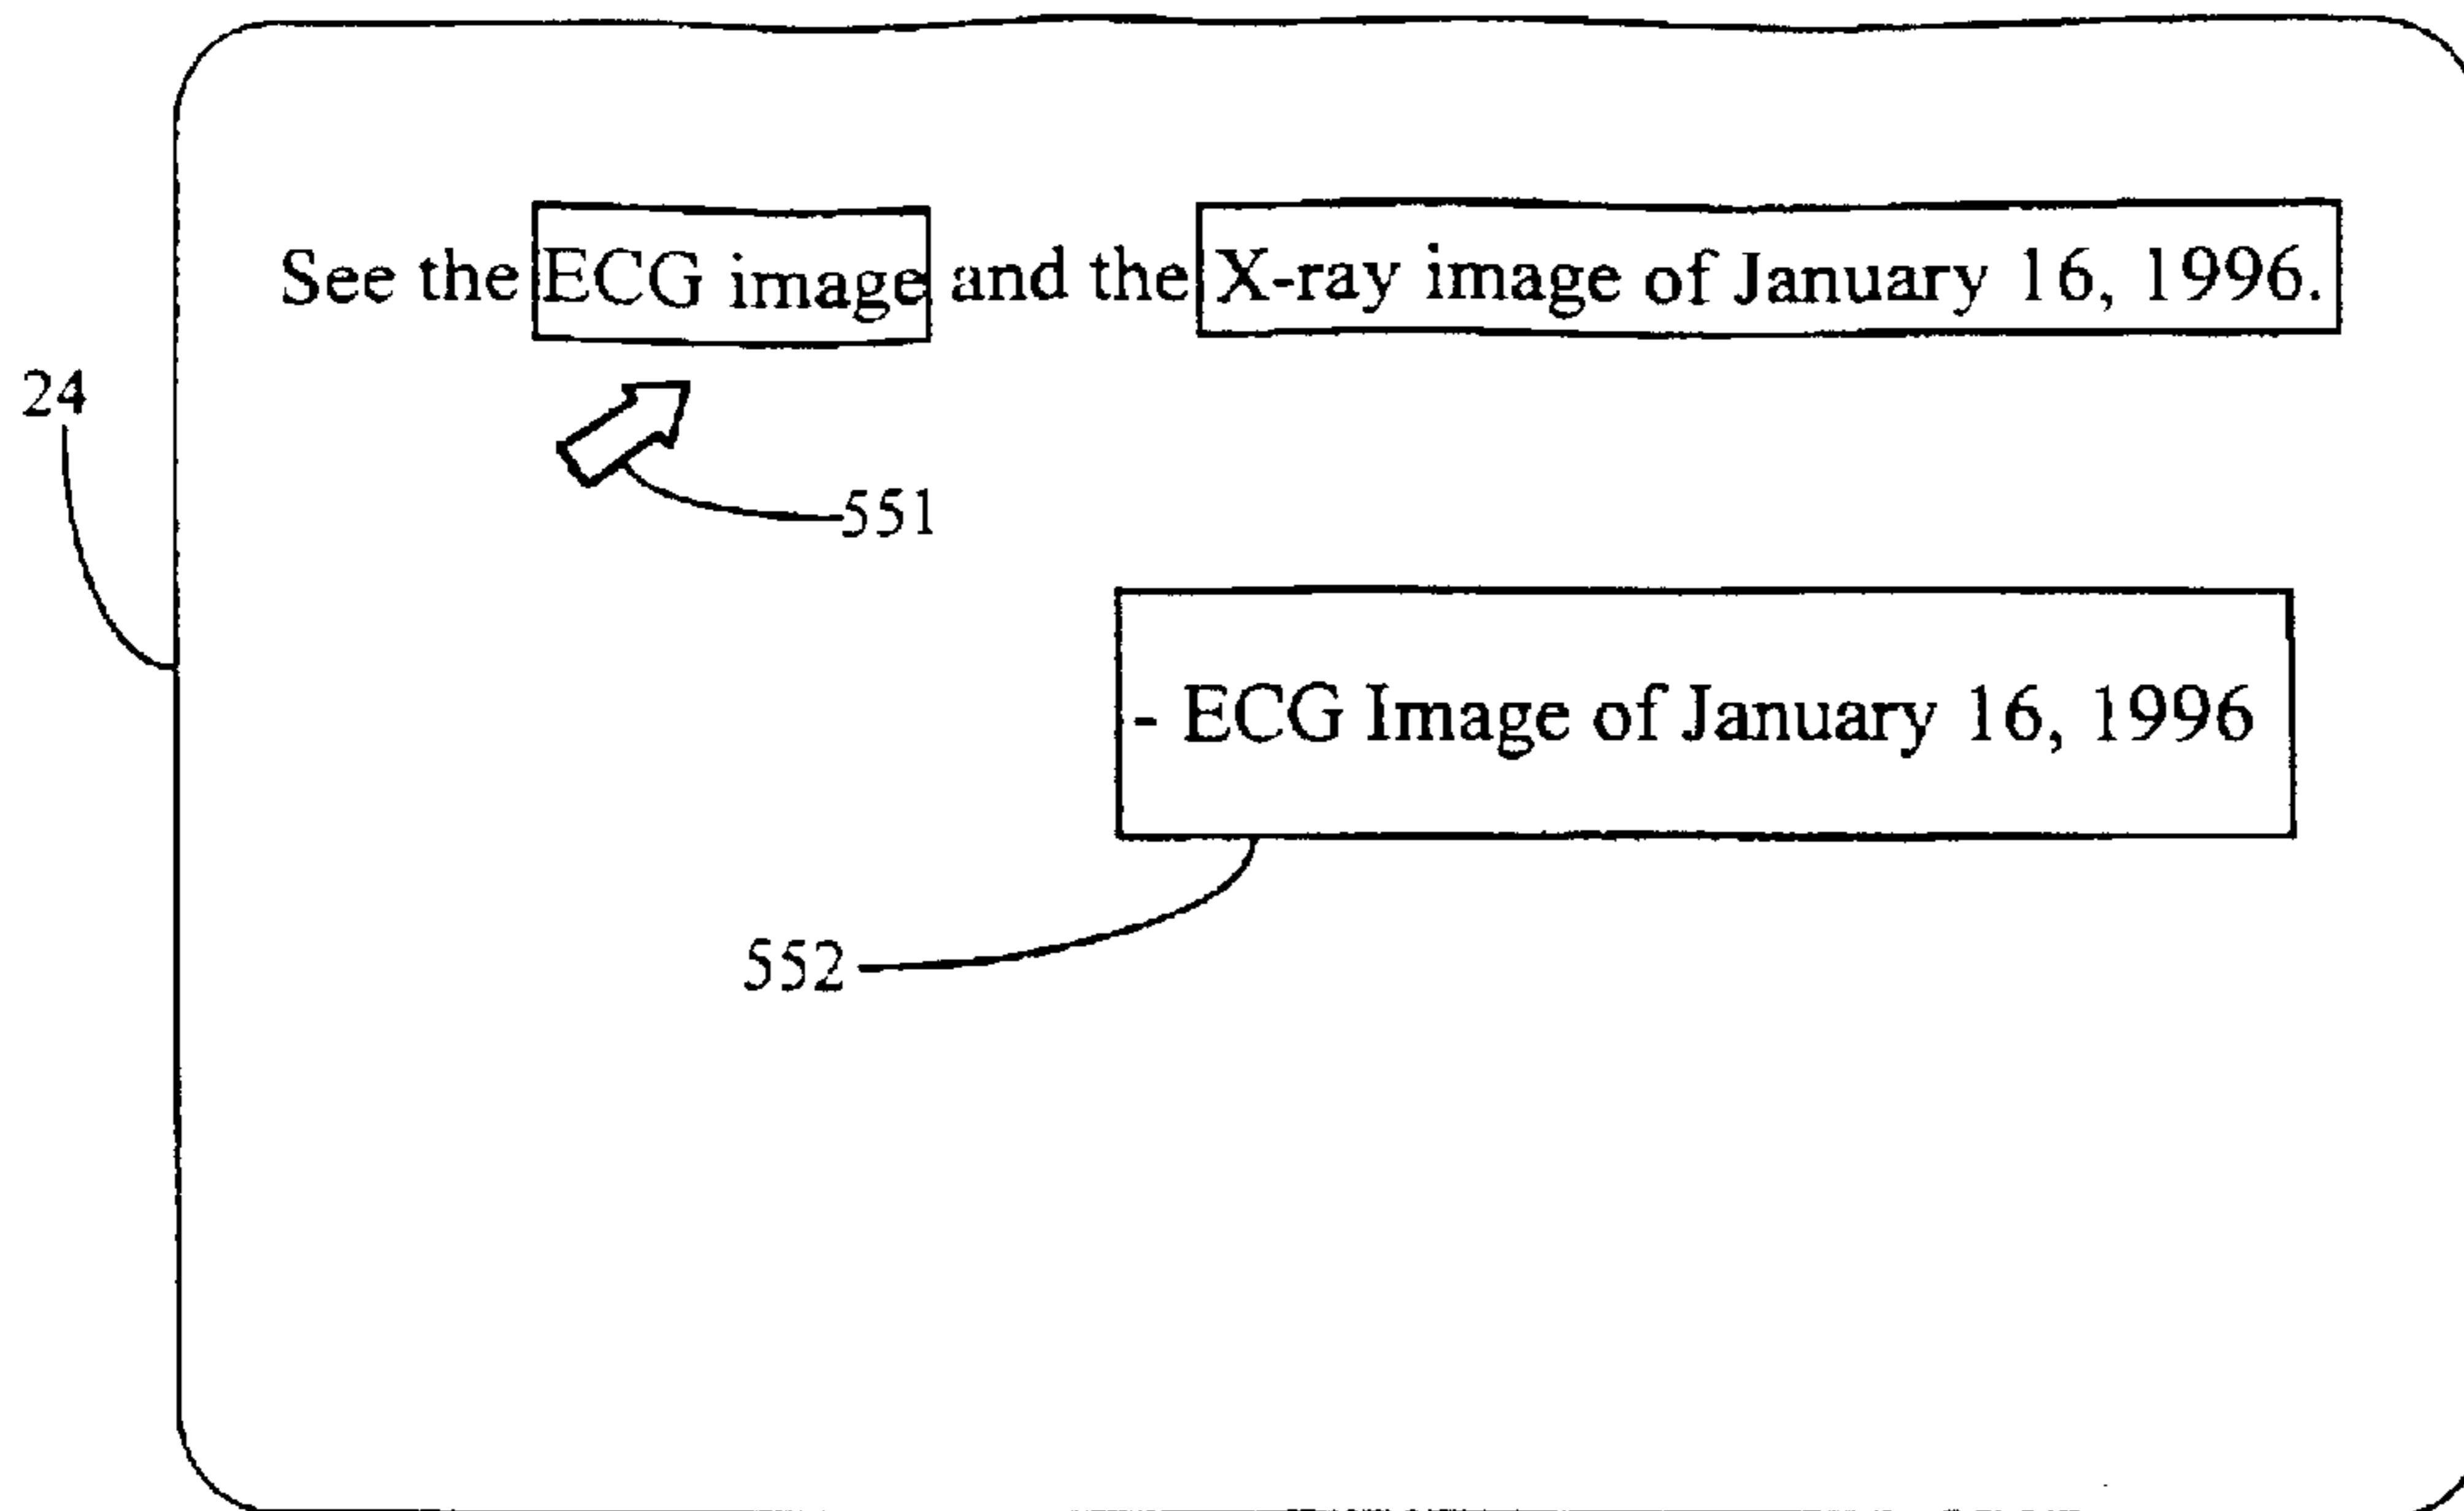 See the ECG image and the X-ray image of January 16, 1996.
24
551
- ECG Image of January 16, 1996
552